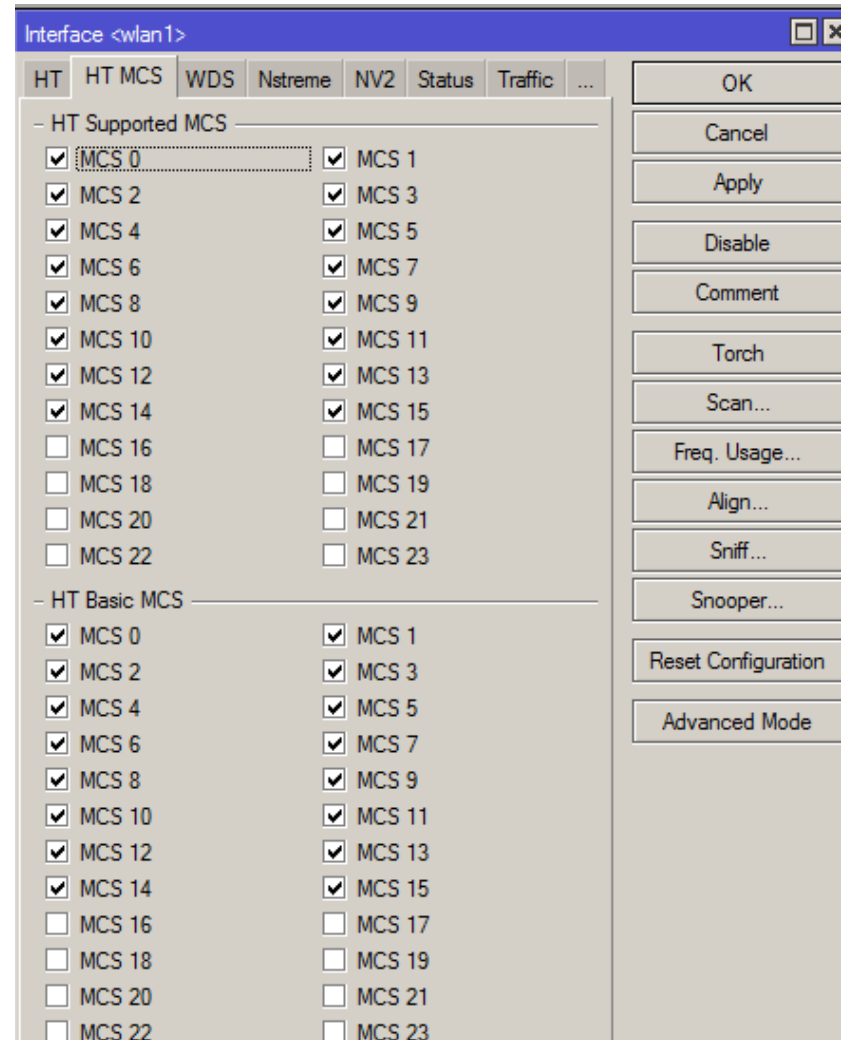 Interface <wlan1>
HT HT MCS WDS Nstreme NV2 Status Traffic ...
HT Supported MCS
MCS 0 MCS 1
MCS 2 MCS 3
MCS 4 MCS 5
MCS 6 MCS 7
MCS 8 MCS 9
MCS 10 MCS 11
MCS 12 MCS 13
MCS 14 MCS 15
MCS 16 MCS 17
MCS 18 MCS 19
MCS 20 MCS 21
MCS 22 MCS 23
HT Basic MCS
MCS 0 MCS 1
MCS 2 MCS 3
MCS 4 MCS 5
MCS 6 MCS 7
MCS 8 MCS 9
MCS 10 MCS 11
MCS 12 MCS 13
MCS 14 MCS 15
MCS 16 MCS 17
MCS 18 MCS 19
MCS 20 MCS 21
MCS 22 MCS 23
OK
Cancel
Apply
Disable
Comment
Torch
Scan...
Freq. Usage...
Align...
Sniff...
Snooper...
Reset Configuration
Advanced Mode